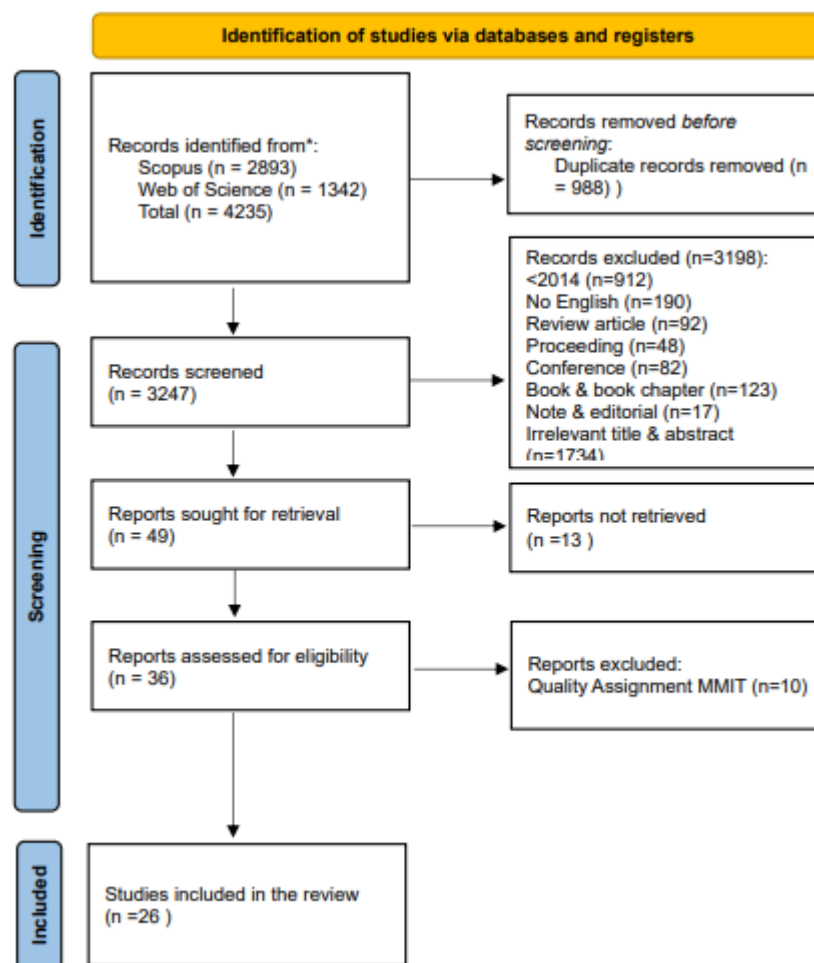 Identification of studies via databases and registers
Identification
Records identified from*:
Scopus (n = 2893)
Web of Science (n = 1342)
Total (n = 4235)
Records removed before
screening:
Duplicate records removed (n
= 988) )
Records excluded (n=3198):
<2014 (n=912)
No English (n=190)
Review article (n=92)
Proceeding (n=48)
Conference (n=82)
Book & book chapter (n=123)
Note & editorial (n=17)
Irrelevant title & abstract
(n=1734)
Screening
Records screened
(n = 3247)
Reports sought for retrieval
(n = 49)
Reports not retrieved
(n =13 )
Reports assessed for eligibility
(n = 36)
Reports excluded:
Quality Assignment MMIT (n=10)
Included
Studies included in the review
(n =26 )